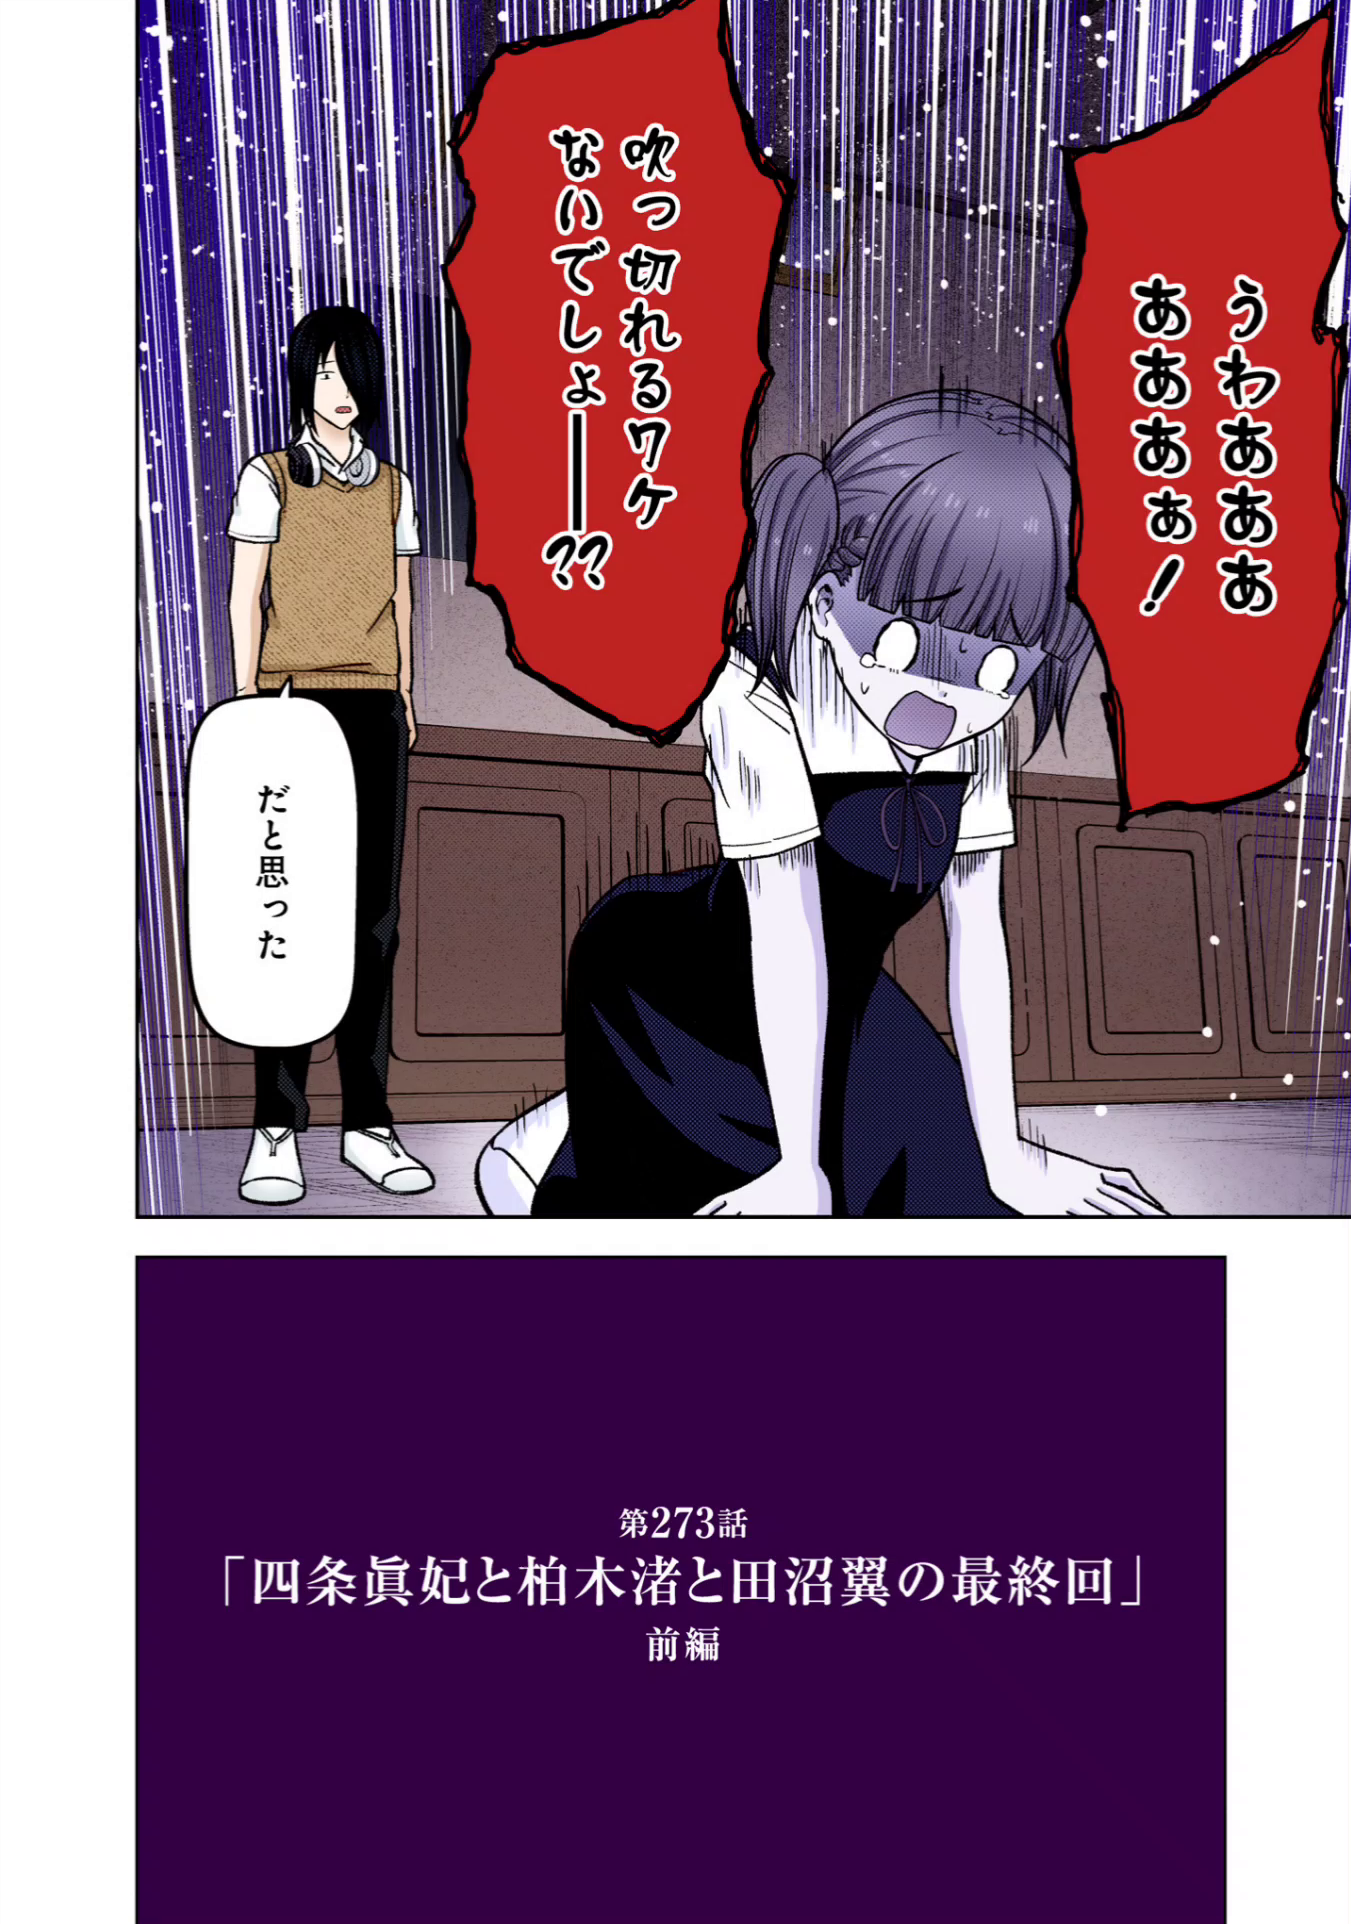 うわあああ
あああぁ！
吹っ切れるワケ
ないでしょ――??
だと思った
第273話
「四条眞妃と柏木渚と田沼翼の最終回」
前編